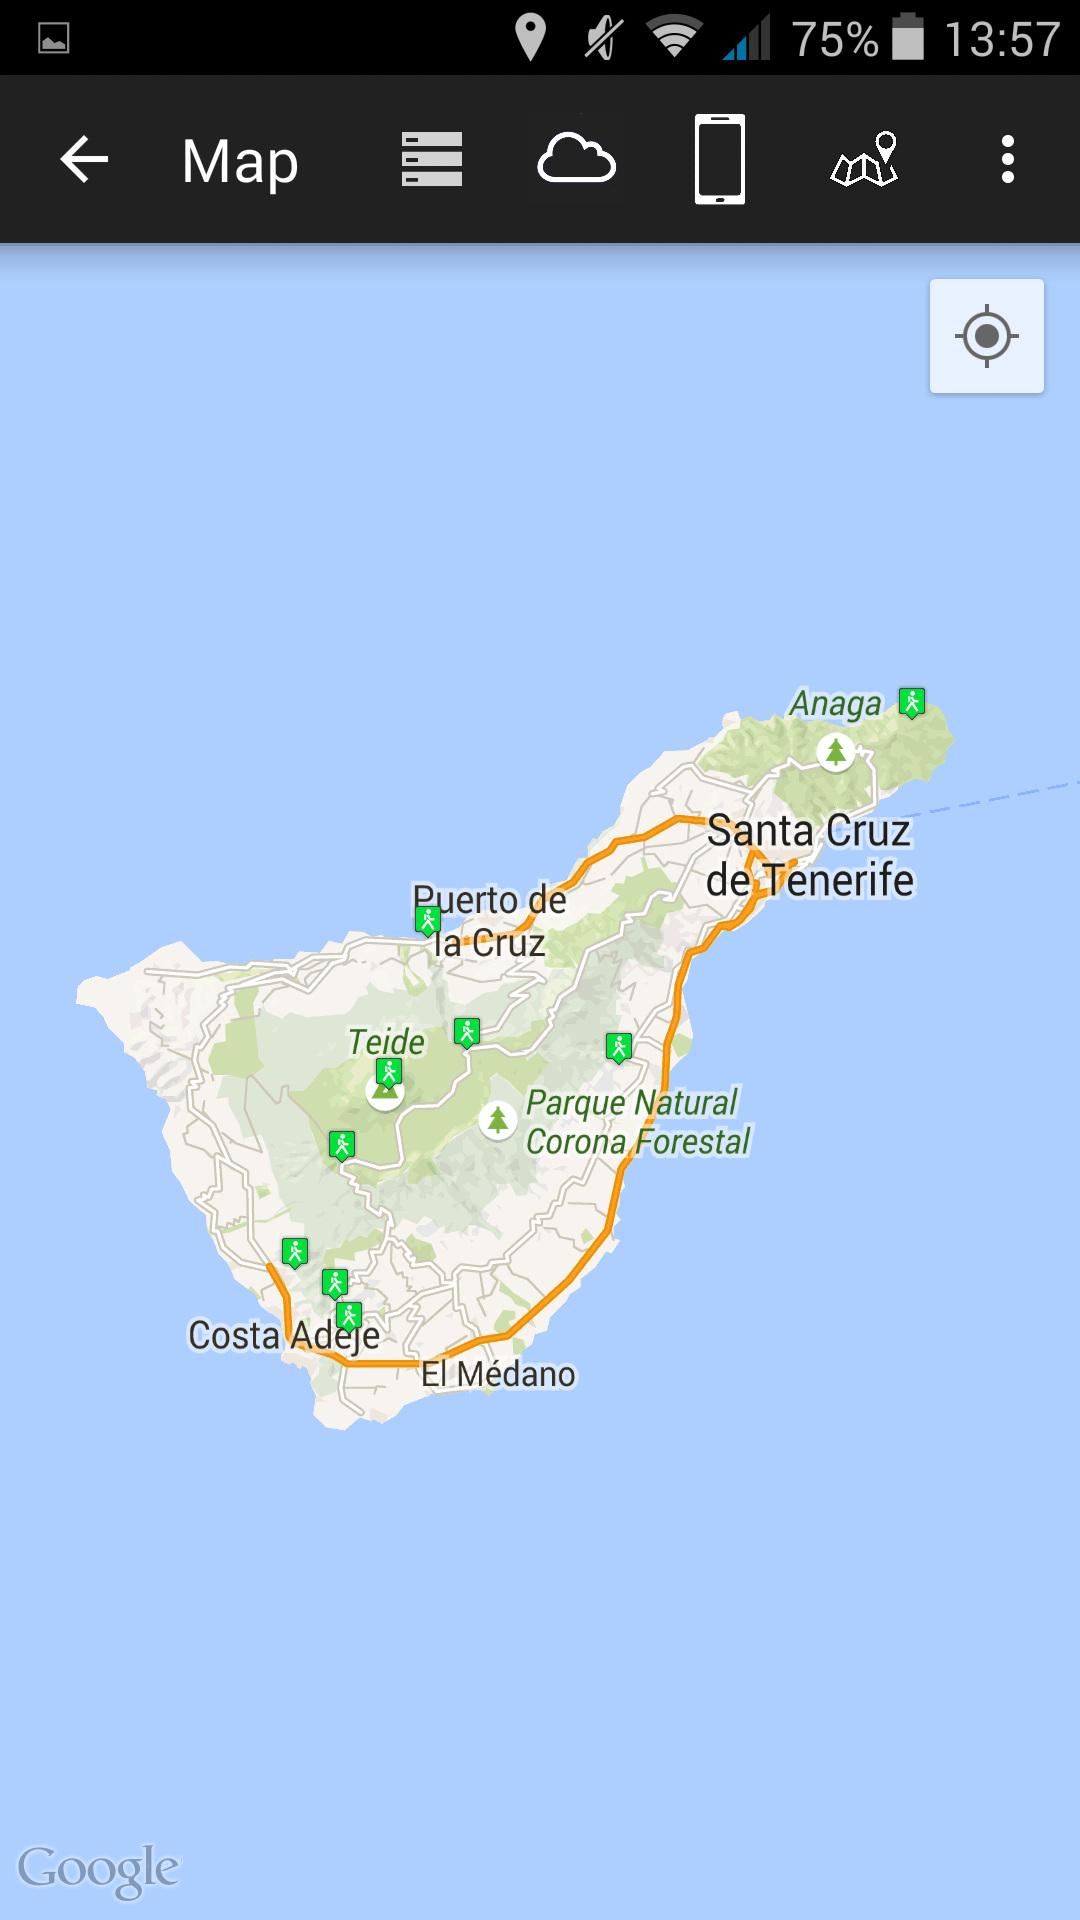 75% 13:57
Map
Anaga
Santa Cruz
de Tenerife
Puerto de
la Cruz
Teide
Parque Natural
Corona Forestal
Costa Adeje
El Médano
Google